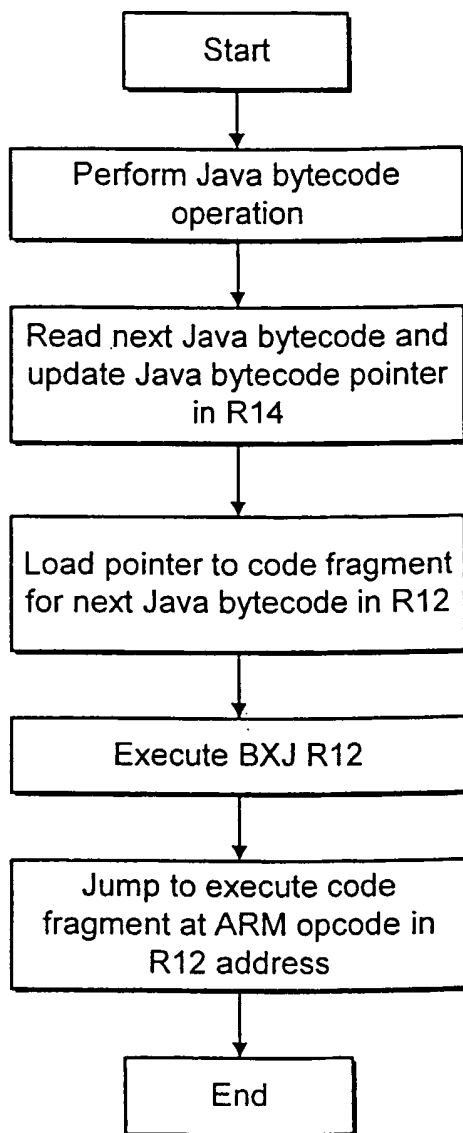 Start
Perform Java bytecode
operation
Read next Java bytecode and
update Java bytecode pointer
in R14
Load pointer to code fragment
for next Java bytecode in R12
Execute BXJ R12
Jump to execute code
fragment at ARM opcode in
R12 address
End